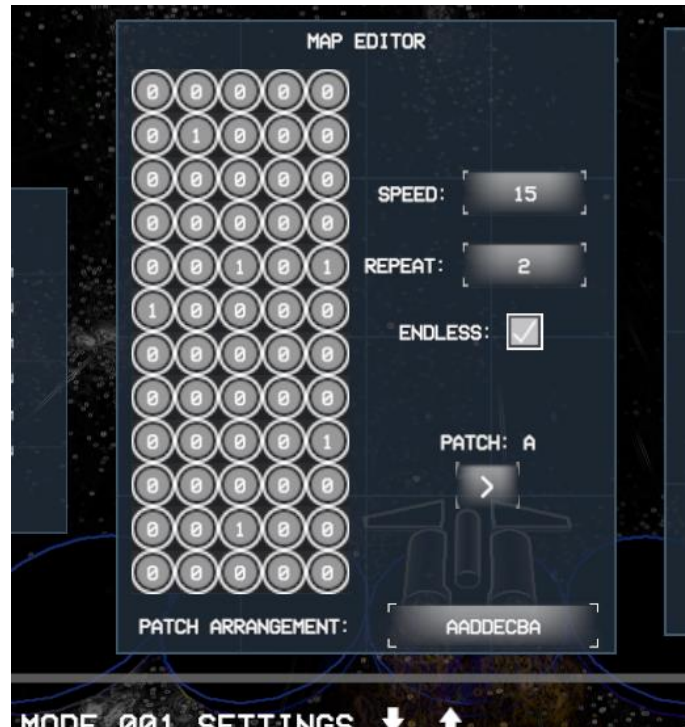 MAP EDITOR
0 0 0 0 0
0 1 0 0 0
0 0 0 0 0
0 0 0 0 0
0 0 1 0 1
1 0 0 0 0
0 0 0 0 0
0 0 0 0 0
0 0 0 0 1
0 0 0 0 0
0 0 1 0 0
0 0 0 0 0
SPEED: 15
REPEAT: 2
ENDLESS:
PATCH: A
>
PATCH ARRANGEMENT: AADDECBA
MODE 001 SETTINGS